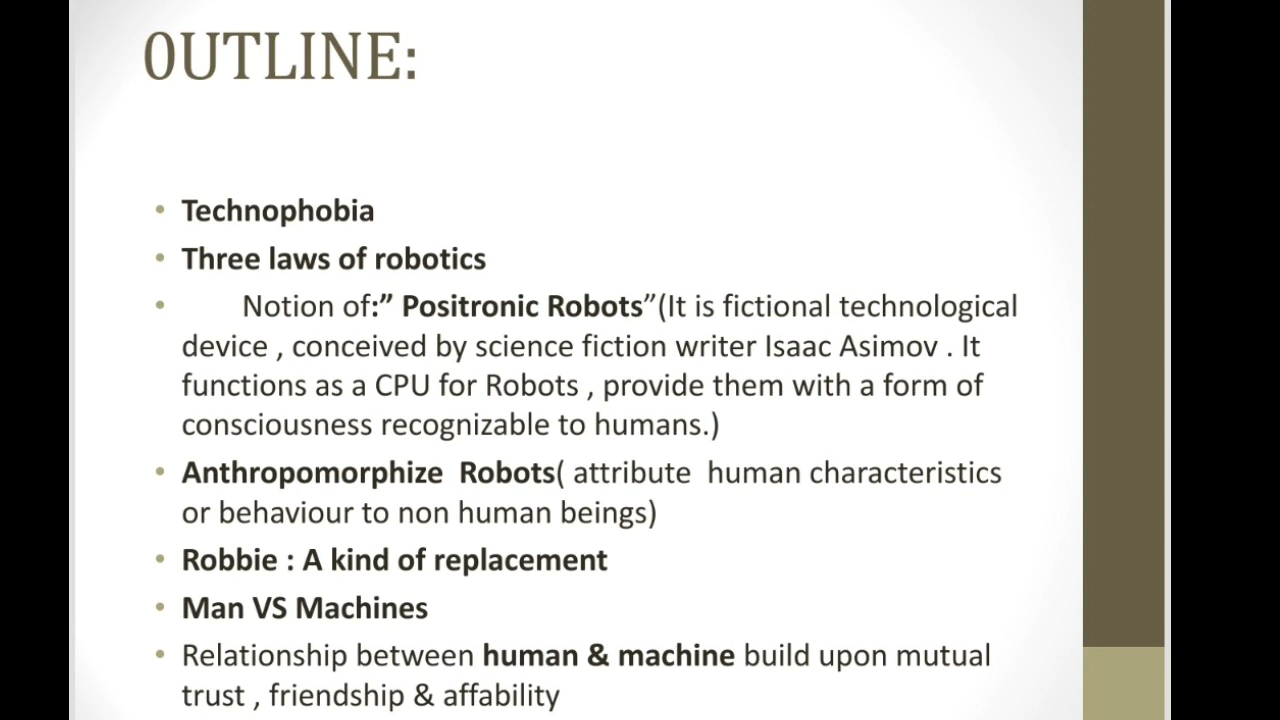 OUTLINE:
• Technophobia
• Three laws of robotics
• Notion of:” Positronic Robots”(It is fictional technological
device , conceived by science fiction writer Isaac Asimov . It
functions as a CPU for Robots , provide them with a form of
consciousness recognizable to humans.)
• Anthropomorphize Robots( attribute human characteristics
or behaviour to non human beings)
• Robbie : A kind of replacement
• Man VS Machines
• Relationship between human & machine build upon mutual
trust , friendship & affability